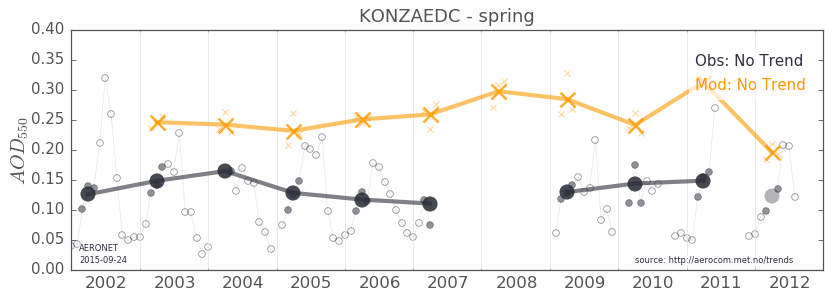 KONZAEDC - spring
0.40
0.35
0.30
0.25
0.20
0.15
0.10
0.05
0.00
AOD550
Obs: No Trend
Mod: No Trend
AERONET
2015-09-24
source: http://aerocom.met.no/trends
2002 2003 2004 2005 2006 2007 2008 2009 2010 2011 2012